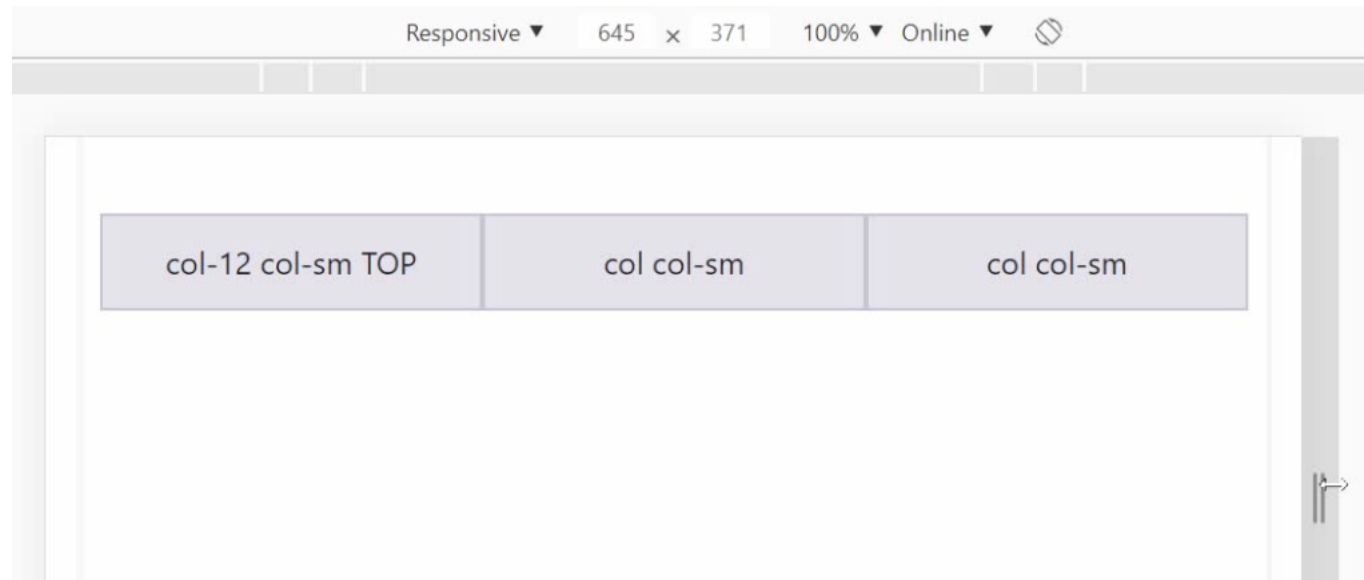 Responsive ▼ 645 × 371 100% ▼ Online ▼
col-12 col-sm TOP col col-sm col col-sm